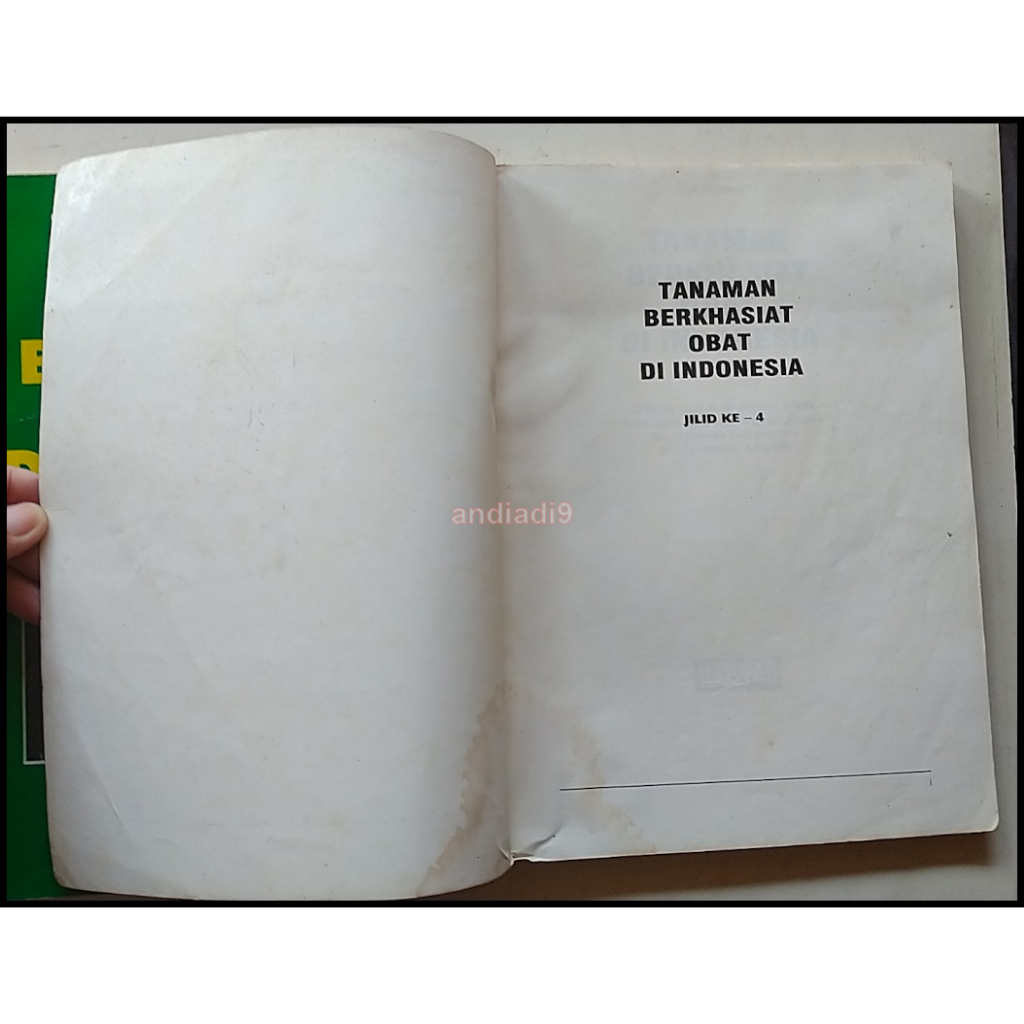 TANAMAN
BERKHASIAT
OBAT
DI INDONESIA
JILID KE – 4
andiadi9